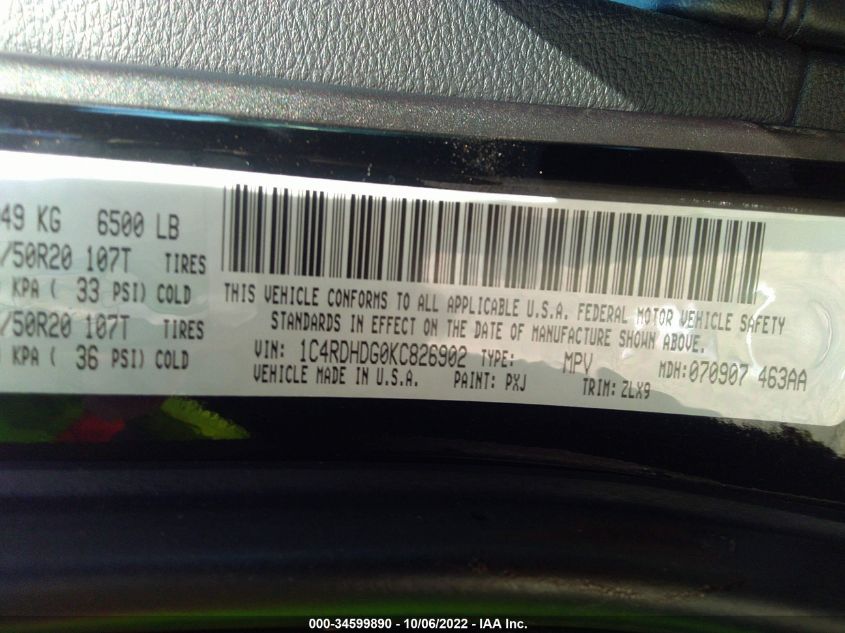 049 KG 6500 LB
/50R20 107T TIRES
KPA ( 33 PSI) COLD
/50R20 107T TIRES
KPA ( 36 PSI) COLD
THIS VEHICLE CONFORMS TO ALL APPLICABLE U.S.A. FEDERAL MOTOR VEHICLE SAFETY
STANDARDS IN EFFECT ON THE DATE OF MANUFACTURE SHOWN ABOVE.
VIN: 1C4RDHDG0KC826902 TYPE: MPV MDH: 070907 463AA
VEHICLE MADE IN U.S.A. PAINT: PXJ TRIM: ZLX9
000-34599890 - 10/06/2022 - IAA Inc.